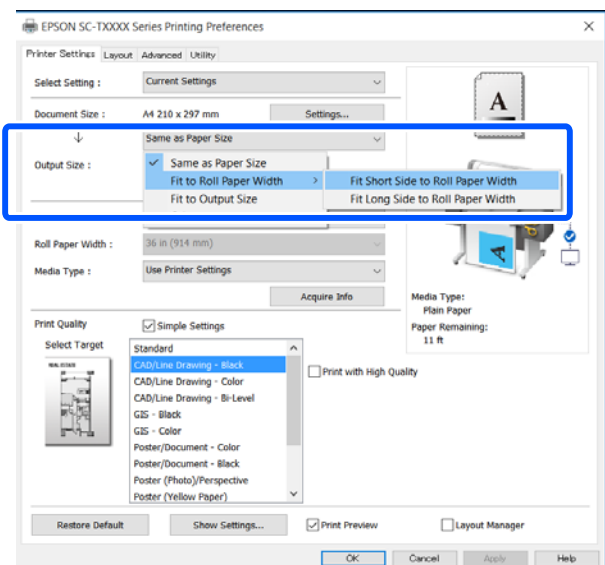 EPSON SC-TXXXX Series Printing Preferences
Printer Settings Layout Advanced Utility
Select Setting : Current Settings
Document Size : A4 210 x 297 mm Settings...
Same as Paper Size
Output Size : Same as Paper Size
Fit to Roll Paper Width Fit Short Side to Roll Paper Width
Fit to Output Size Fit Long Side to Roll Paper Width
Roll Paper Width : 36 in (914 mm)
Media Type : Use Printer Settings
Acquire Info
A
Media Type:
Plain Paper
Paper Remaining:
11 ft
Print Quality Simple Settings
Select Target
REAL ESTATE
Standard
CAD/Line Drawing - Black
CAD/Line Drawing - Color
CAD/Line Drawing - Bi-Level
GIS - Black
GIS - Color
Poster/Document - Color
Poster/Document - Black
Poster (Photo)/Perspective
Poster (Yellow Paper)
Print with High Quality
Restore Default Show Settings... Print Preview Layout Manager
OK Cancel Apply Help